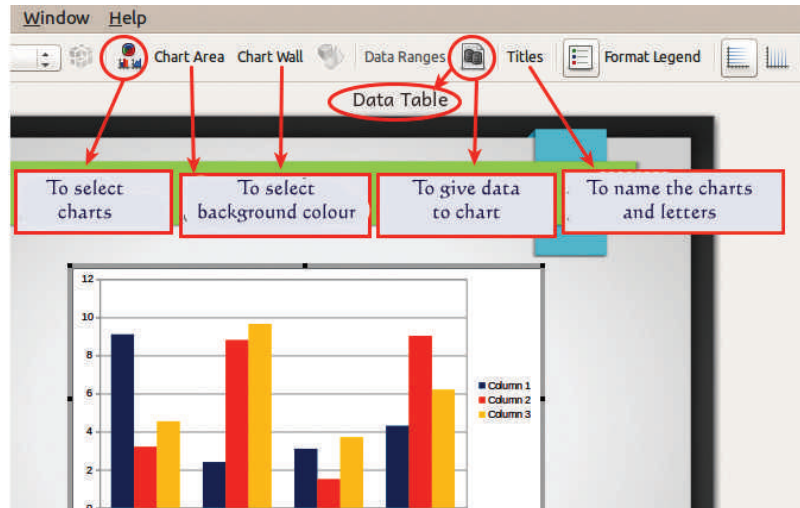 Window Help
Chart Area Chart Wall Data Ranges Titles Format Legend
Data Table
To select
charts
To select
background colour
To give data
to chart
To name the charts
and letters
12
10
8
6
4
2
0
Column 1
Column 2
Column 3